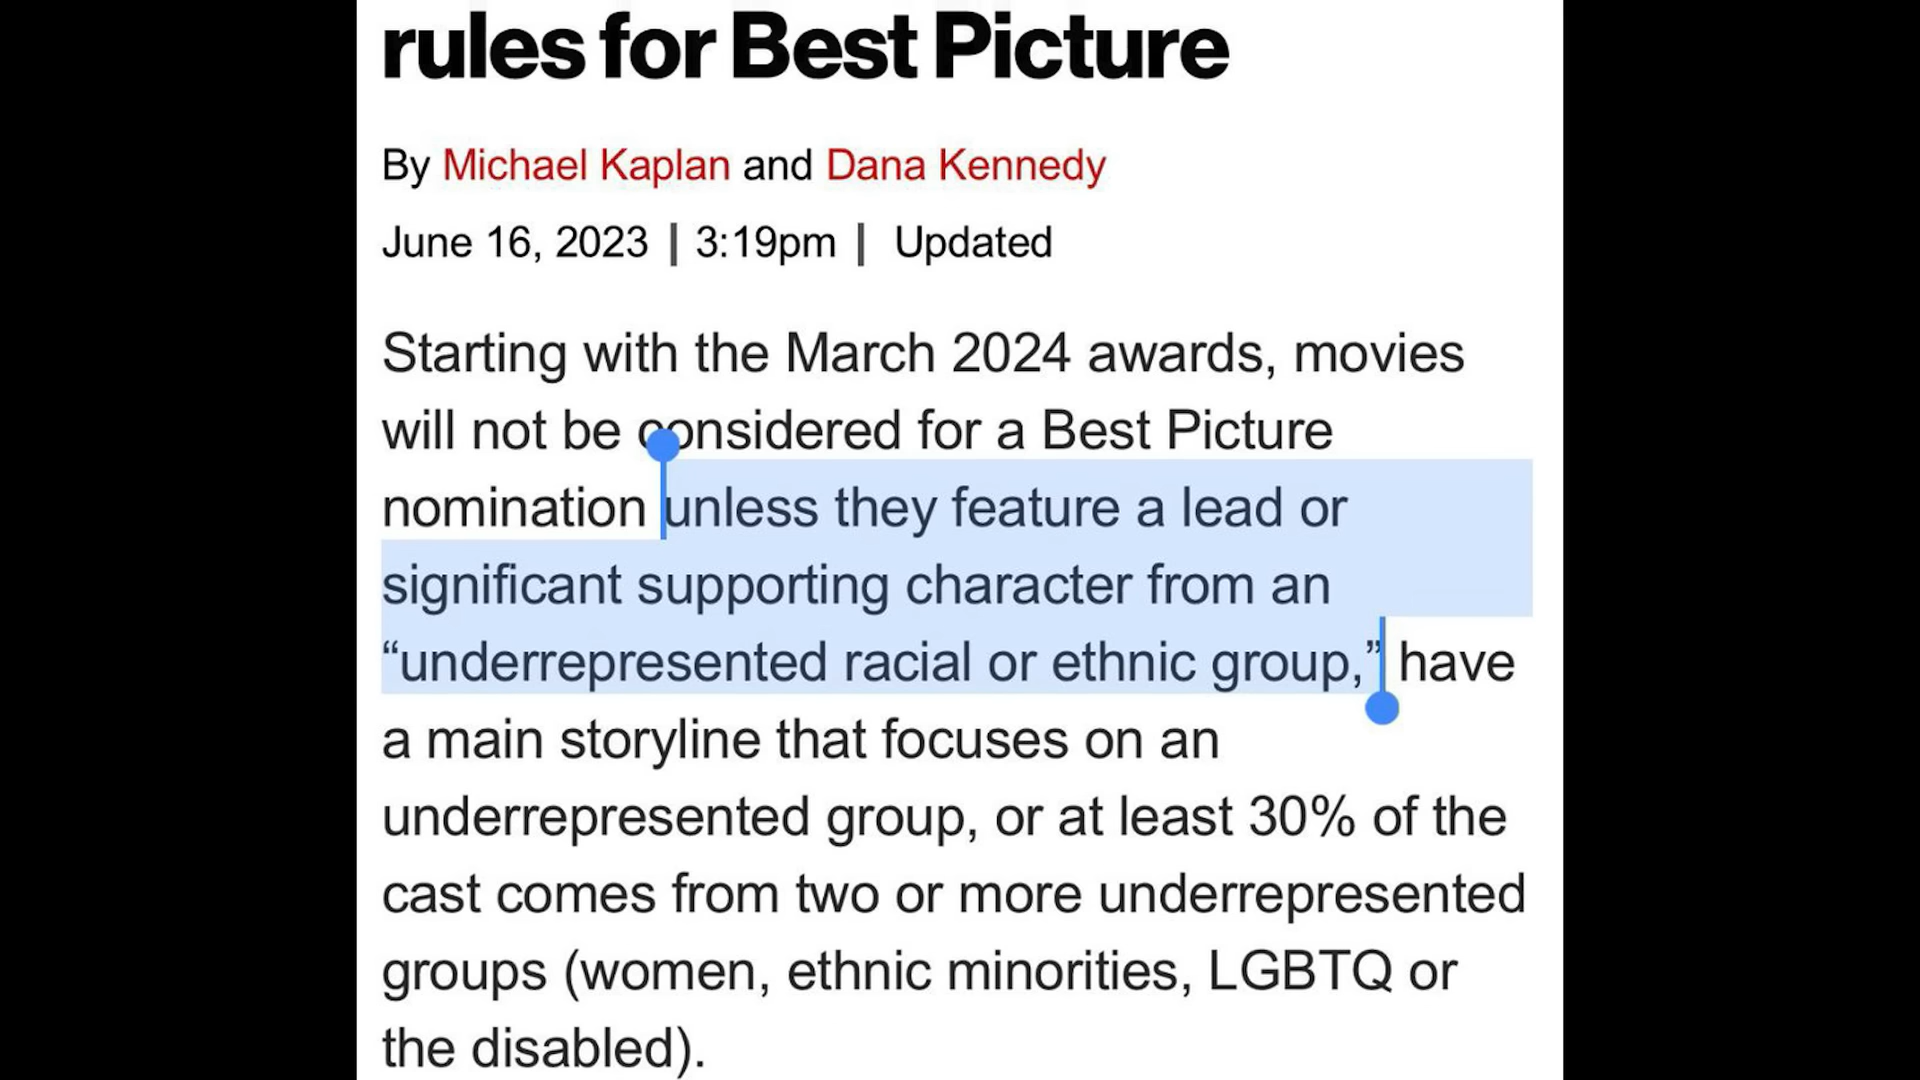 rules for Best Picture
By Michael Kaplan and Dana Kennedy
June 16, 2023 | 3:19pm | Updated
Starting with the March 2024 awards, movies
will not be considered for a Best Picture
nomination unless they feature a lead or
significant supporting character from an
“underrepresented racial or ethnic group,” have
a main storyline that focuses on an
underrepresented group, or at least 30% of the
cast comes from two or more underrepresented
groups (women, ethnic minorities, LGBTQ or
the disabled).